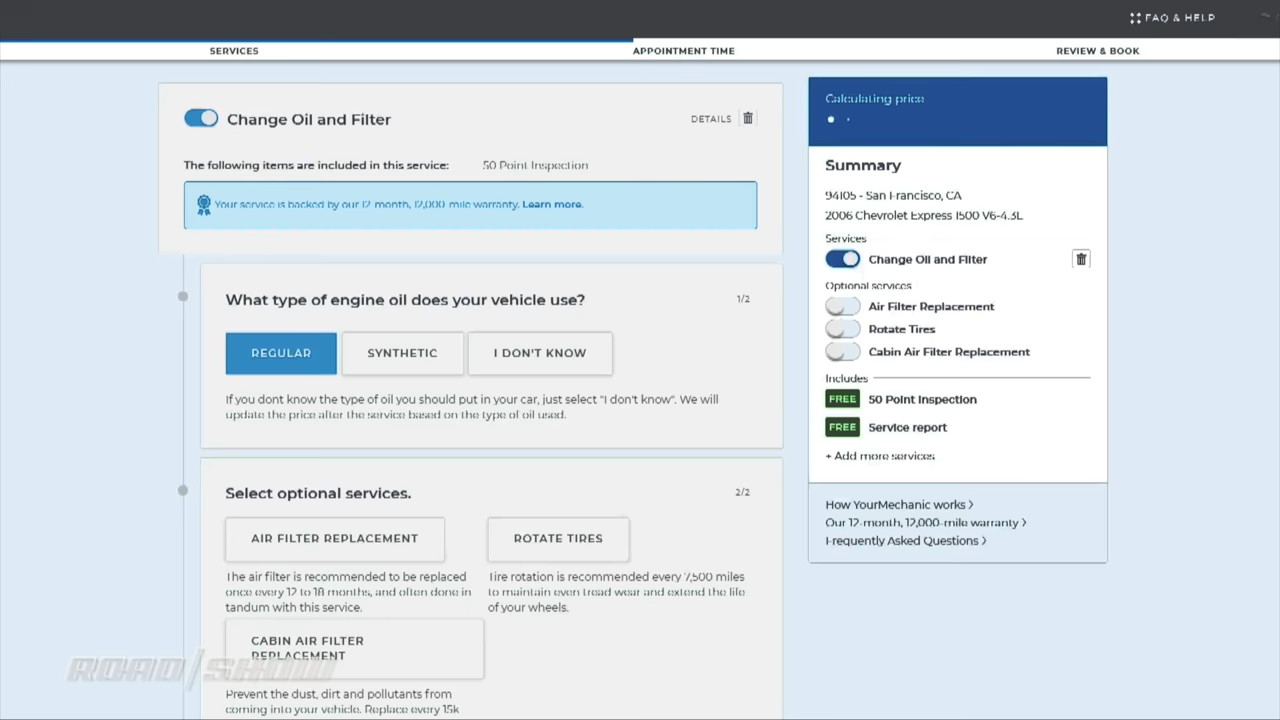 FAQ & HELP
SERVICES
APPOINTMENT TIME
REVIEW & BOOK
Change Oil and Filter
DETAILS
The following items are included in this service: 50 Point Inspection
Your service is backed by our 12-month, 12,000-mile warranty. Learn more.
What type of engine oil does your vehicle use?
1/2
REGULAR
SYNTHETIC
I DON'T KNOW
If you dont know the type of oil you should put in your car, just select "I don't know". We will
update the price after the service based on the type of oil used.
Select optional services.
2/2
AIR FILTER REPLACEMENT
The air filter is recommended to be replaced
once every 12 to 18 months, and often done in
tandum with this service.
ROTATE TIRES
Tire rotation is recommended every 7,500 miles
to maintain even tread wear and extend the life
of your wheels.
CABIN AIR FILTER
REPLACEMENT
Prevent the dust, dirt and pollutants from
coming into your vehicle. Replace every 15k
Calculating price
Summary
94105 - San Francisco, CA
2006 Chevrolet Express 1500 V6-4.3L
Services
Change Oil and Filter
Optional services
Air Filter Replacement
Rotate Tires
Cabin Air Filter Replacement
Includes
FREE 50 Point Inspection
FREE Service report
+ Add more services
How YourMechanic works >
Our 12-month, 12,000-mile warranty >
Frequently Asked Questions >
ROAD/SHOW